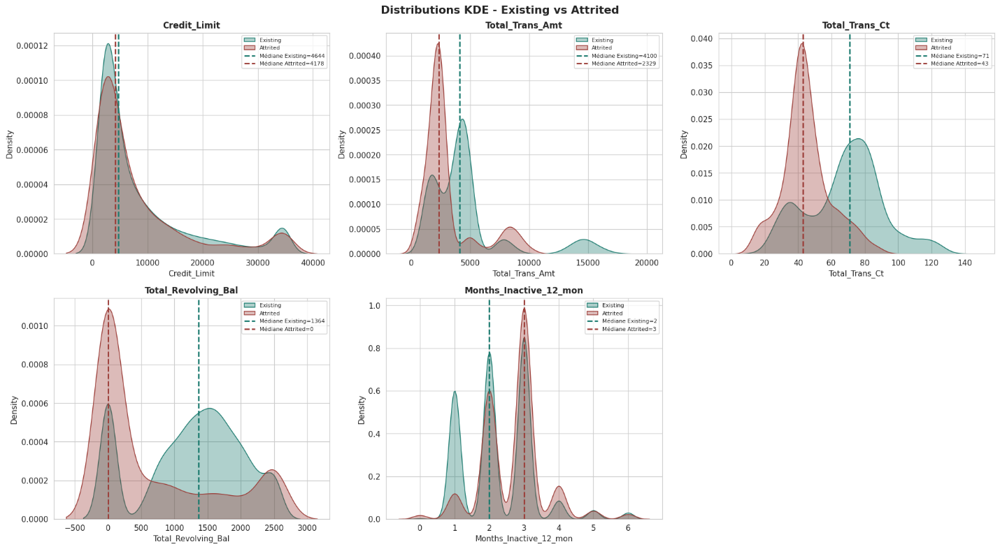 Distributions KDE - Existing vs Attrited
Credit_Limit
Existing
Attrited
Médiane Existing=4644
Médiane Attrited=4178
0.00012
0.00010
0.00008
0.00006
0.00004
0.00002
0.00000
Density
0
10000
20000
30000
40000
Credit_Limit
Total_Trans_Amt
Existing
Attrited
Médiane Existing=4100
Médiane Attrited=2329
0.00040
0.00035
0.00030
0.00025
0.00020
0.00015
0.00010
0.00005
0.00000
Density
0
5000
10000
15000
20000
Total_Trans_Amt
Total_Trans_Ct
Existing
Attrited
Médiane Existing=71
Médiane Attrited=43
0.040
0.035
0.030
0.025
0.020
0.015
0.010
0.005
0.000
Density
0
20
40
60
80
100
120
140
Total_Trans_Ct
Total_Revolving_Bal
Existing
Attrited
Médiane Existing=1364
Médiane Attrited=0
0.0010
0.0008
0.0006
0.0004
0.0002
0.0000
Density
−500
0
500
1000
1500
2000
2500
3000
Total_Revolving_Bal
Months_Inactive_12_mon
Existing
Attrited
Médiane Existing=2
Médiane Attrited=3
1.0
0.8
0.6
0.4
0.2
0.0
Density
0
1
2
3
4
5
6
Months_Inactive_12_mon